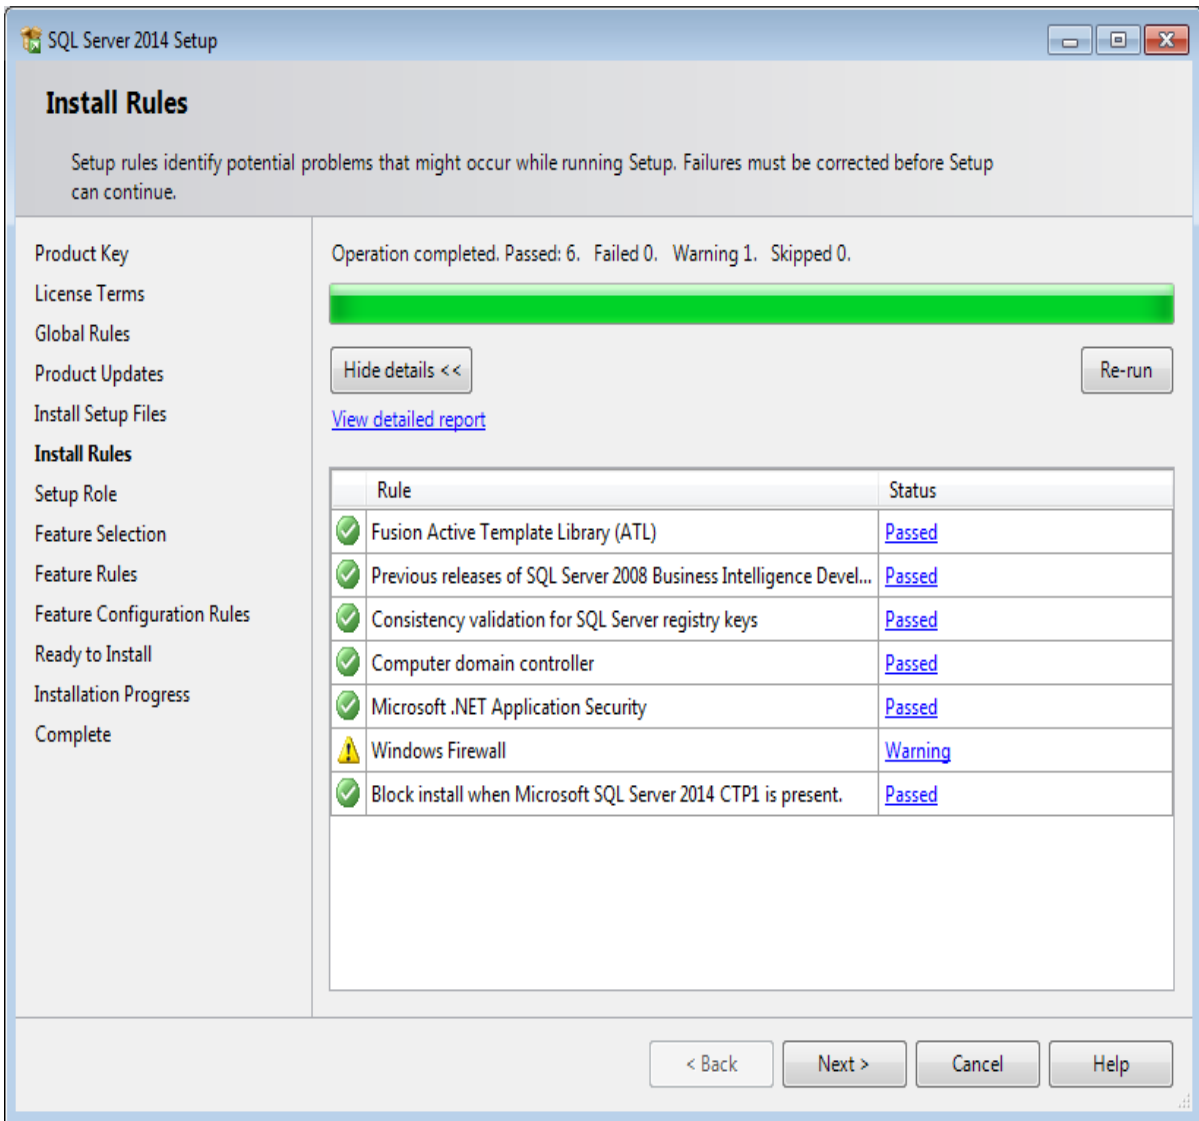 SQL Server 2014 Setup
Install Rules
Setup rules identify potential problems that might occur while running Setup. Failures must be corrected before Setup
can continue.
Product Key
License Terms
Global Rules
Product Updates
Install Setup Files
Install Rules
Setup Role
Feature Selection
Feature Rules
Feature Configuration Rules
Ready to Install
Installation Progress
Complete
Operation completed. Passed: 6. Failed 0. Warning 1. Skipped 0.
Hide details <<
Re-run
View detailed report
Rule Status
Fusion Active Template Library (ATL) Passed
Previous releases of SQL Server 2008 Business Intelligence Devel... Passed
Consistency validation for SQL Server registry keys Passed
Computer domain controller Passed
Microsoft .NET Application Security Passed
Windows Firewall Warning
Block install when Microsoft SQL Server 2014 CTP1 is present. Passed
< Back Next > Cancel Help